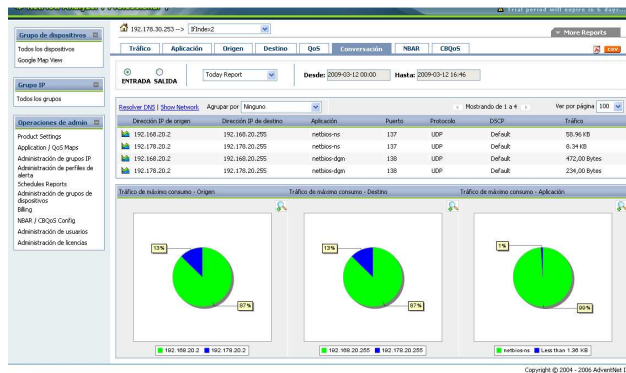 Trial period will expire in 6 days...
Grupo de dispositivos
Todos los dispositivos
Google Map View
Grupo IP
Todos los grupos
Operaciones de admin
Product Settings
Application / QoS Maps
Administración de grupos IP
Administración de perfiles de alerta
Schedules Reports
Administración de grupos de dispositivos
Billing
NBAR / CBQoS Config
Administración de usuarios
Administración de licencias
192.178.30.253 --> IfIndex2
More Reports
Tráfico Aplicación Origen Destino QoS Conversación NBAR CBQoS
CSV
ENTRADA SALIDA
Today Report
Desde: 2009-03-12 00:00 Hasta: 2009-03-12 16:46
Resolver DNS | Show Network Agrupar por Ninguno Mostrando de 1 a 4 Ver por página 100
Dirección IP de origen Dirección IP de destino Aplicación Puerto Protocolo DSCP Tráfico
192.168.20.2 192.168.20.255 netbios-ns 137 UDP Default 58.96 KB
192.178.20.2 192.178.20.255 netbios-ns 137 UDP Default 8.34 KB
192.168.20.2 192.168.20.255 netbios-dgm 138 UDP Default 472,00 Bytes
192.178.20.2 192.178.20.255 netbios-dgm 138 UDP Default 234,00 Bytes
Tráfico de máximo consumo - Origen Tráfico de máximo consumo - Destino Tráfico de máximo consumo - Aplicación
13%
87%
192.168.20.2 192.178.20.2
13%
87%
192.168.20.255 192.178.20.255
1%
99%
netbios-ns Less than 1.36 KB
Copyright © 2004 - 2006 AdventNet I